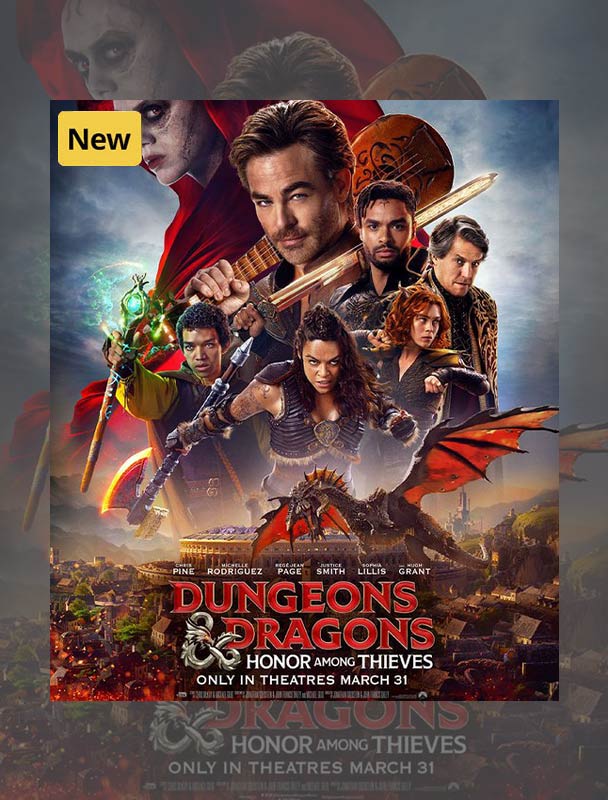 New
CHRIS PINE MICHELLE RODRIGUEZ REGÉ-JEAN PAGE JUSTICE SMITH SOPHIA LILLIS AND HUGH GRANT
DUNGEONS
& DRAGONS
HONOR AMONG THIEVES
ONLY IN THEATRES MARCH 31
DRAGONS
HONOR AMONG THIEVES
ONLY IN THEATRES MARCH 31